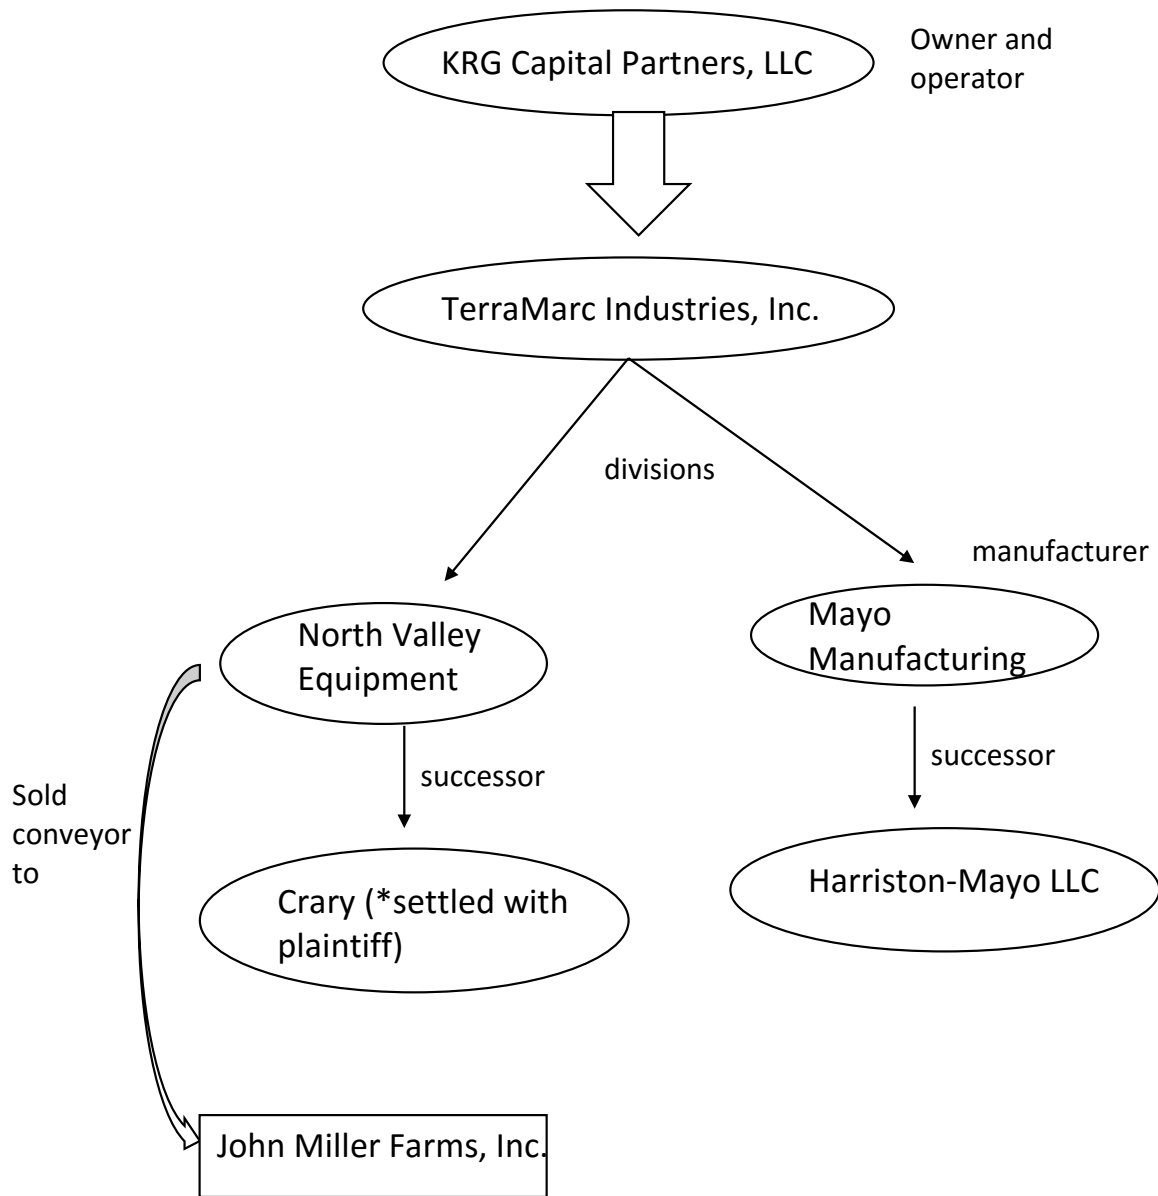 KRG Capital Partners, LLC
Owner and
operator
TerraMarc Industries, Inc.
divisions
manufacturer
North Valley
Equipment
Mayo
Manufacturing
successor
successor
Sold
conveyor
to
Crary (*settled with
plaintiff)
Harriston-Mayo LLC
John Miller Farms, Inc.